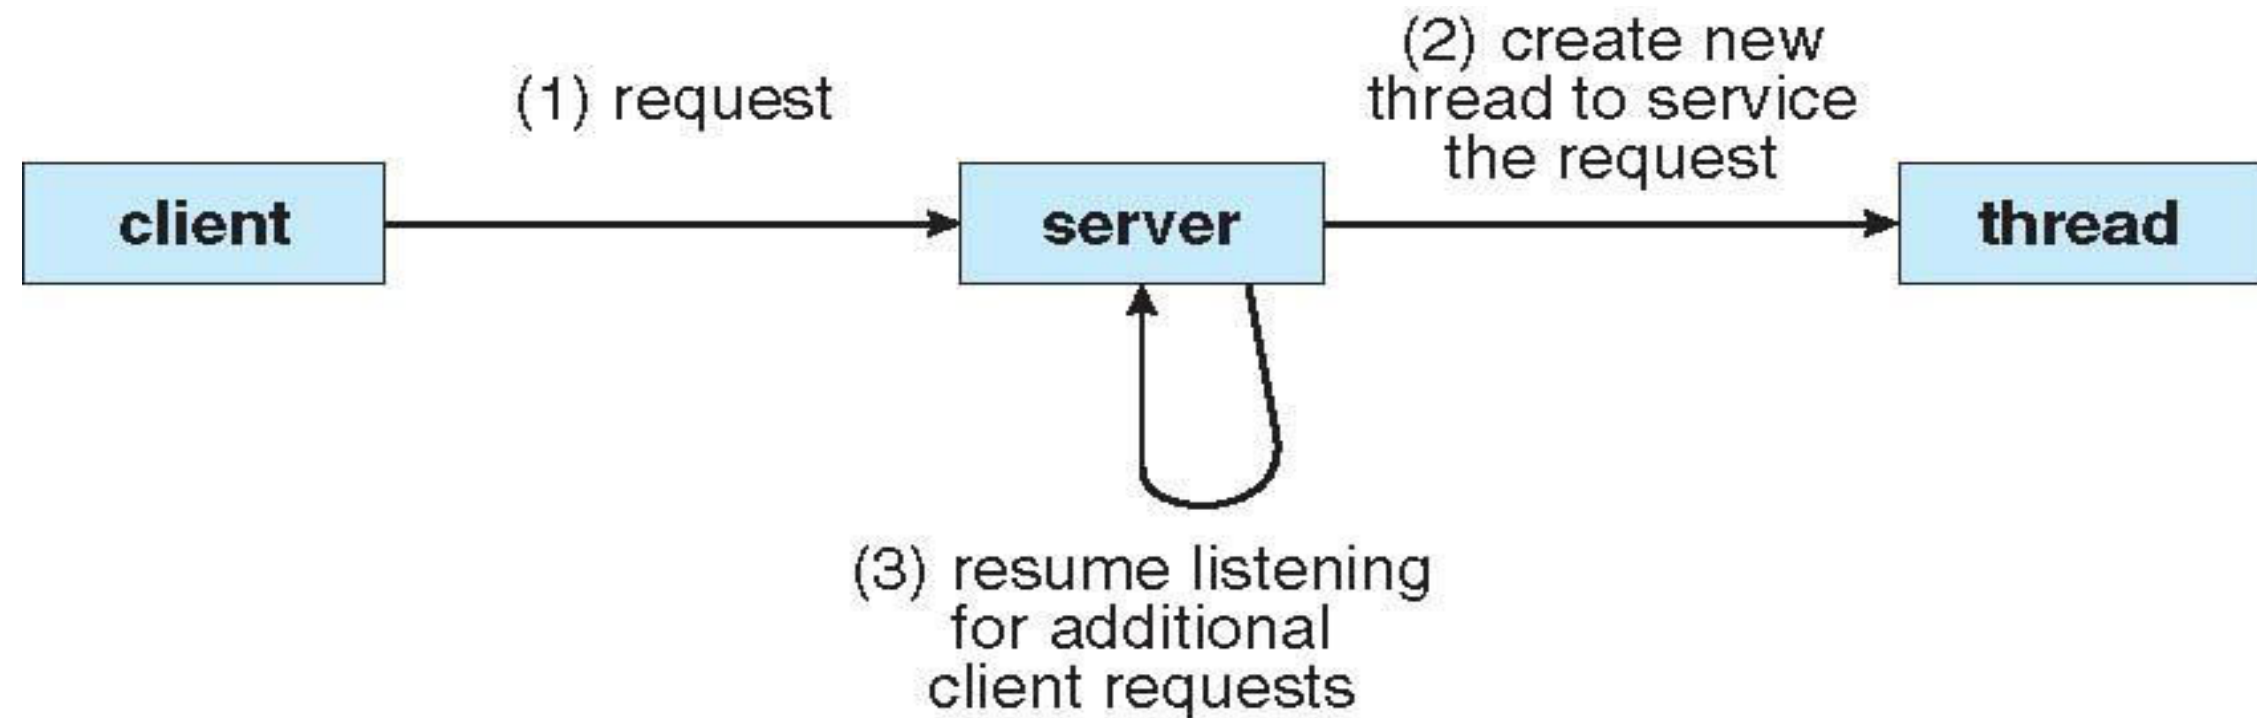 (1) request
(2) create new
thread to service
the request
client
server
thread
(3) resume listening
for additional
client requests